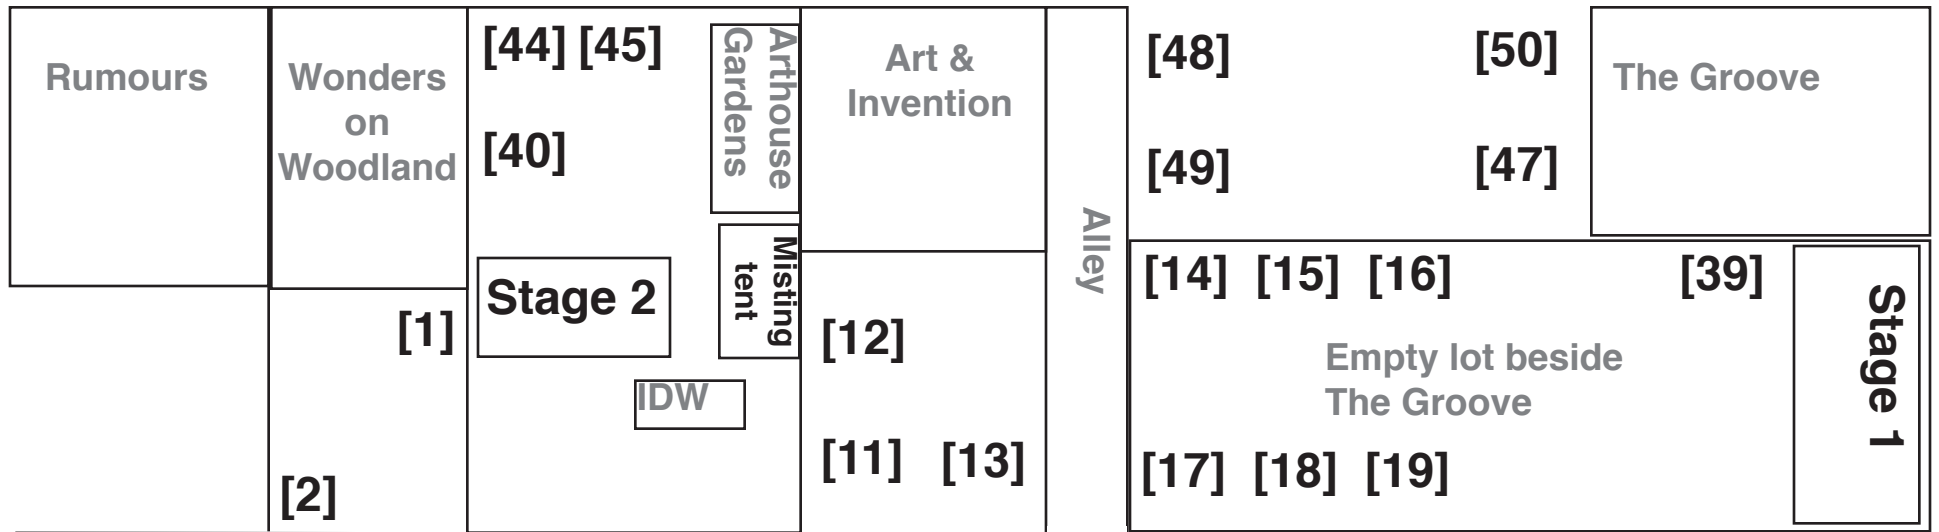 Rumours
Wonders
on
Woodland
[1]
[2]
[44] [45]
[40]
Arthouse
Gardens
Stage 2
Misting
tent
IDW
Art &
Invention
[12]
[11] [13]
Alley
[48] [50]
[49] [47]
The Groove
[14] [15] [16] [39]
Empty lot beside
The Groove
[17] [18] [19]
Stage 1